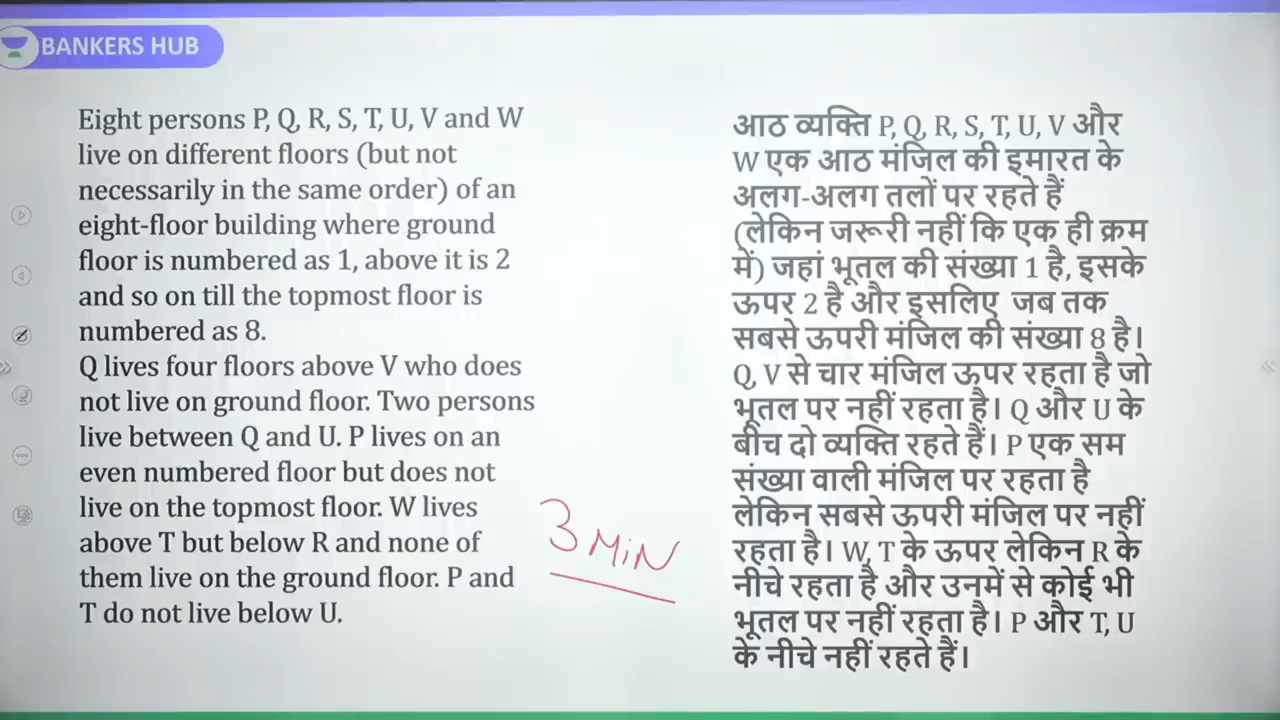 BANKERS HUB
Eight persons P, Q, R, S, T, U, V and W
live on different floors (but not
necessarily in the same order) of an
eight-floor building where ground
floor is numbered as 1, above it is 2
and so on till the topmost floor is
numbered as 8.
Q lives four floors above V who does
not live on ground floor. Two persons
live between Q and U. P lives on an
even numbered floor but does not
live on the topmost floor. W lives
above T but below R and none of
them live on the ground floor. P and
T do not live below U.
3 MIN
आठ व्यक्ति P, Q, R, S, T, U, V और
W एक आठ मंजिल की इमारत के
अलग-अलग तलों पर रहते हैं
(लेकिन जरूरी नहीं कि एक ही क्रम
में) जहां भूतल की संख्या 1 है, इसके
ऊपर 2 है और इसलिए जब तक
सबसे ऊपरी मंजिल की संख्या 8 है।
Q, V से चार मंजिल ऊपर रहता है जो
भूतल पर नहीं रहता है। Q और U के
बीच दो व्यक्ति रहते हैं। P एक सम
संख्या वाली मंजिल पर रहता है
लेकिन सबसे ऊपरी मंजिल पर नहीं
रहता है। W, T के ऊपर लेकिन R के
नीचे रहता है और उनमें से कोई भी
भूतल पर नहीं रहता है। P और T, U
के नीचे नहीं रहते हैं।